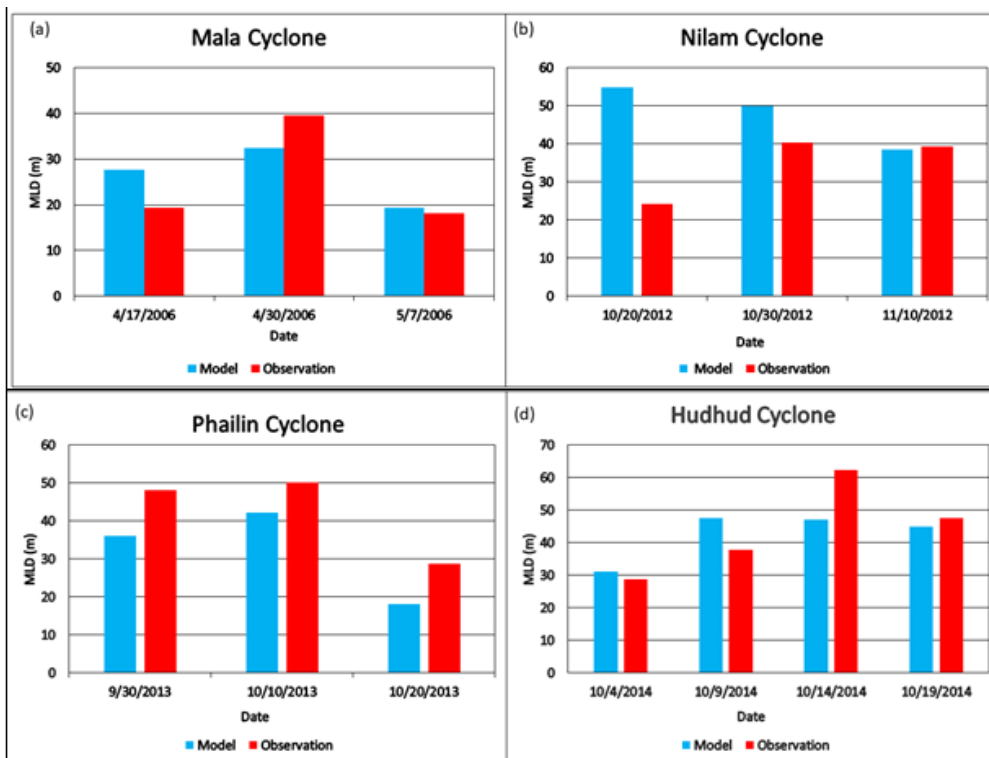 (a)
Mala Cyclone
50
40
30
20
10
0
MLD (m)
4/17/2006 4/30/2006 5/7/2006
Date
Model Observation
(b)
Nilam Cyclone
60
50
40
30
20
10
0
MLD (m)
10/20/2012 10/30/2012 11/10/2012
Date
Model Observation
(c)
Phailin Cyclone
60
50
40
30
20
10
0
MLD (m)
9/30/2013 10/10/2013 10/20/2013
Date
Model Observation
(d)
Hudhud Cyclone
70
60
50
40
30
20
10
0
MLD (m)
10/4/2014 10/9/2014 10/14/2014 10/19/2014
Date
Model Observation